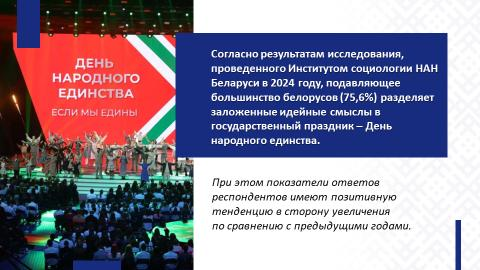 ДЕНЬ
НАРОДНОГО
ЕДИНСТВА
ЕСЛИ МЫ ЕДИНЫ
Согласно результатам исследования,
проведенного Институтом социологии НАН
Беларуси в 2024 году, подавляющее
большинство белорусов (75,6%) разделяет
заложенные идейные смыслы в
государственный праздник – День
народного единства.
При этом показатели ответов
респондентов имеют позитивную
тенденцию в сторону увеличения
по сравнению с предыдущими годами.